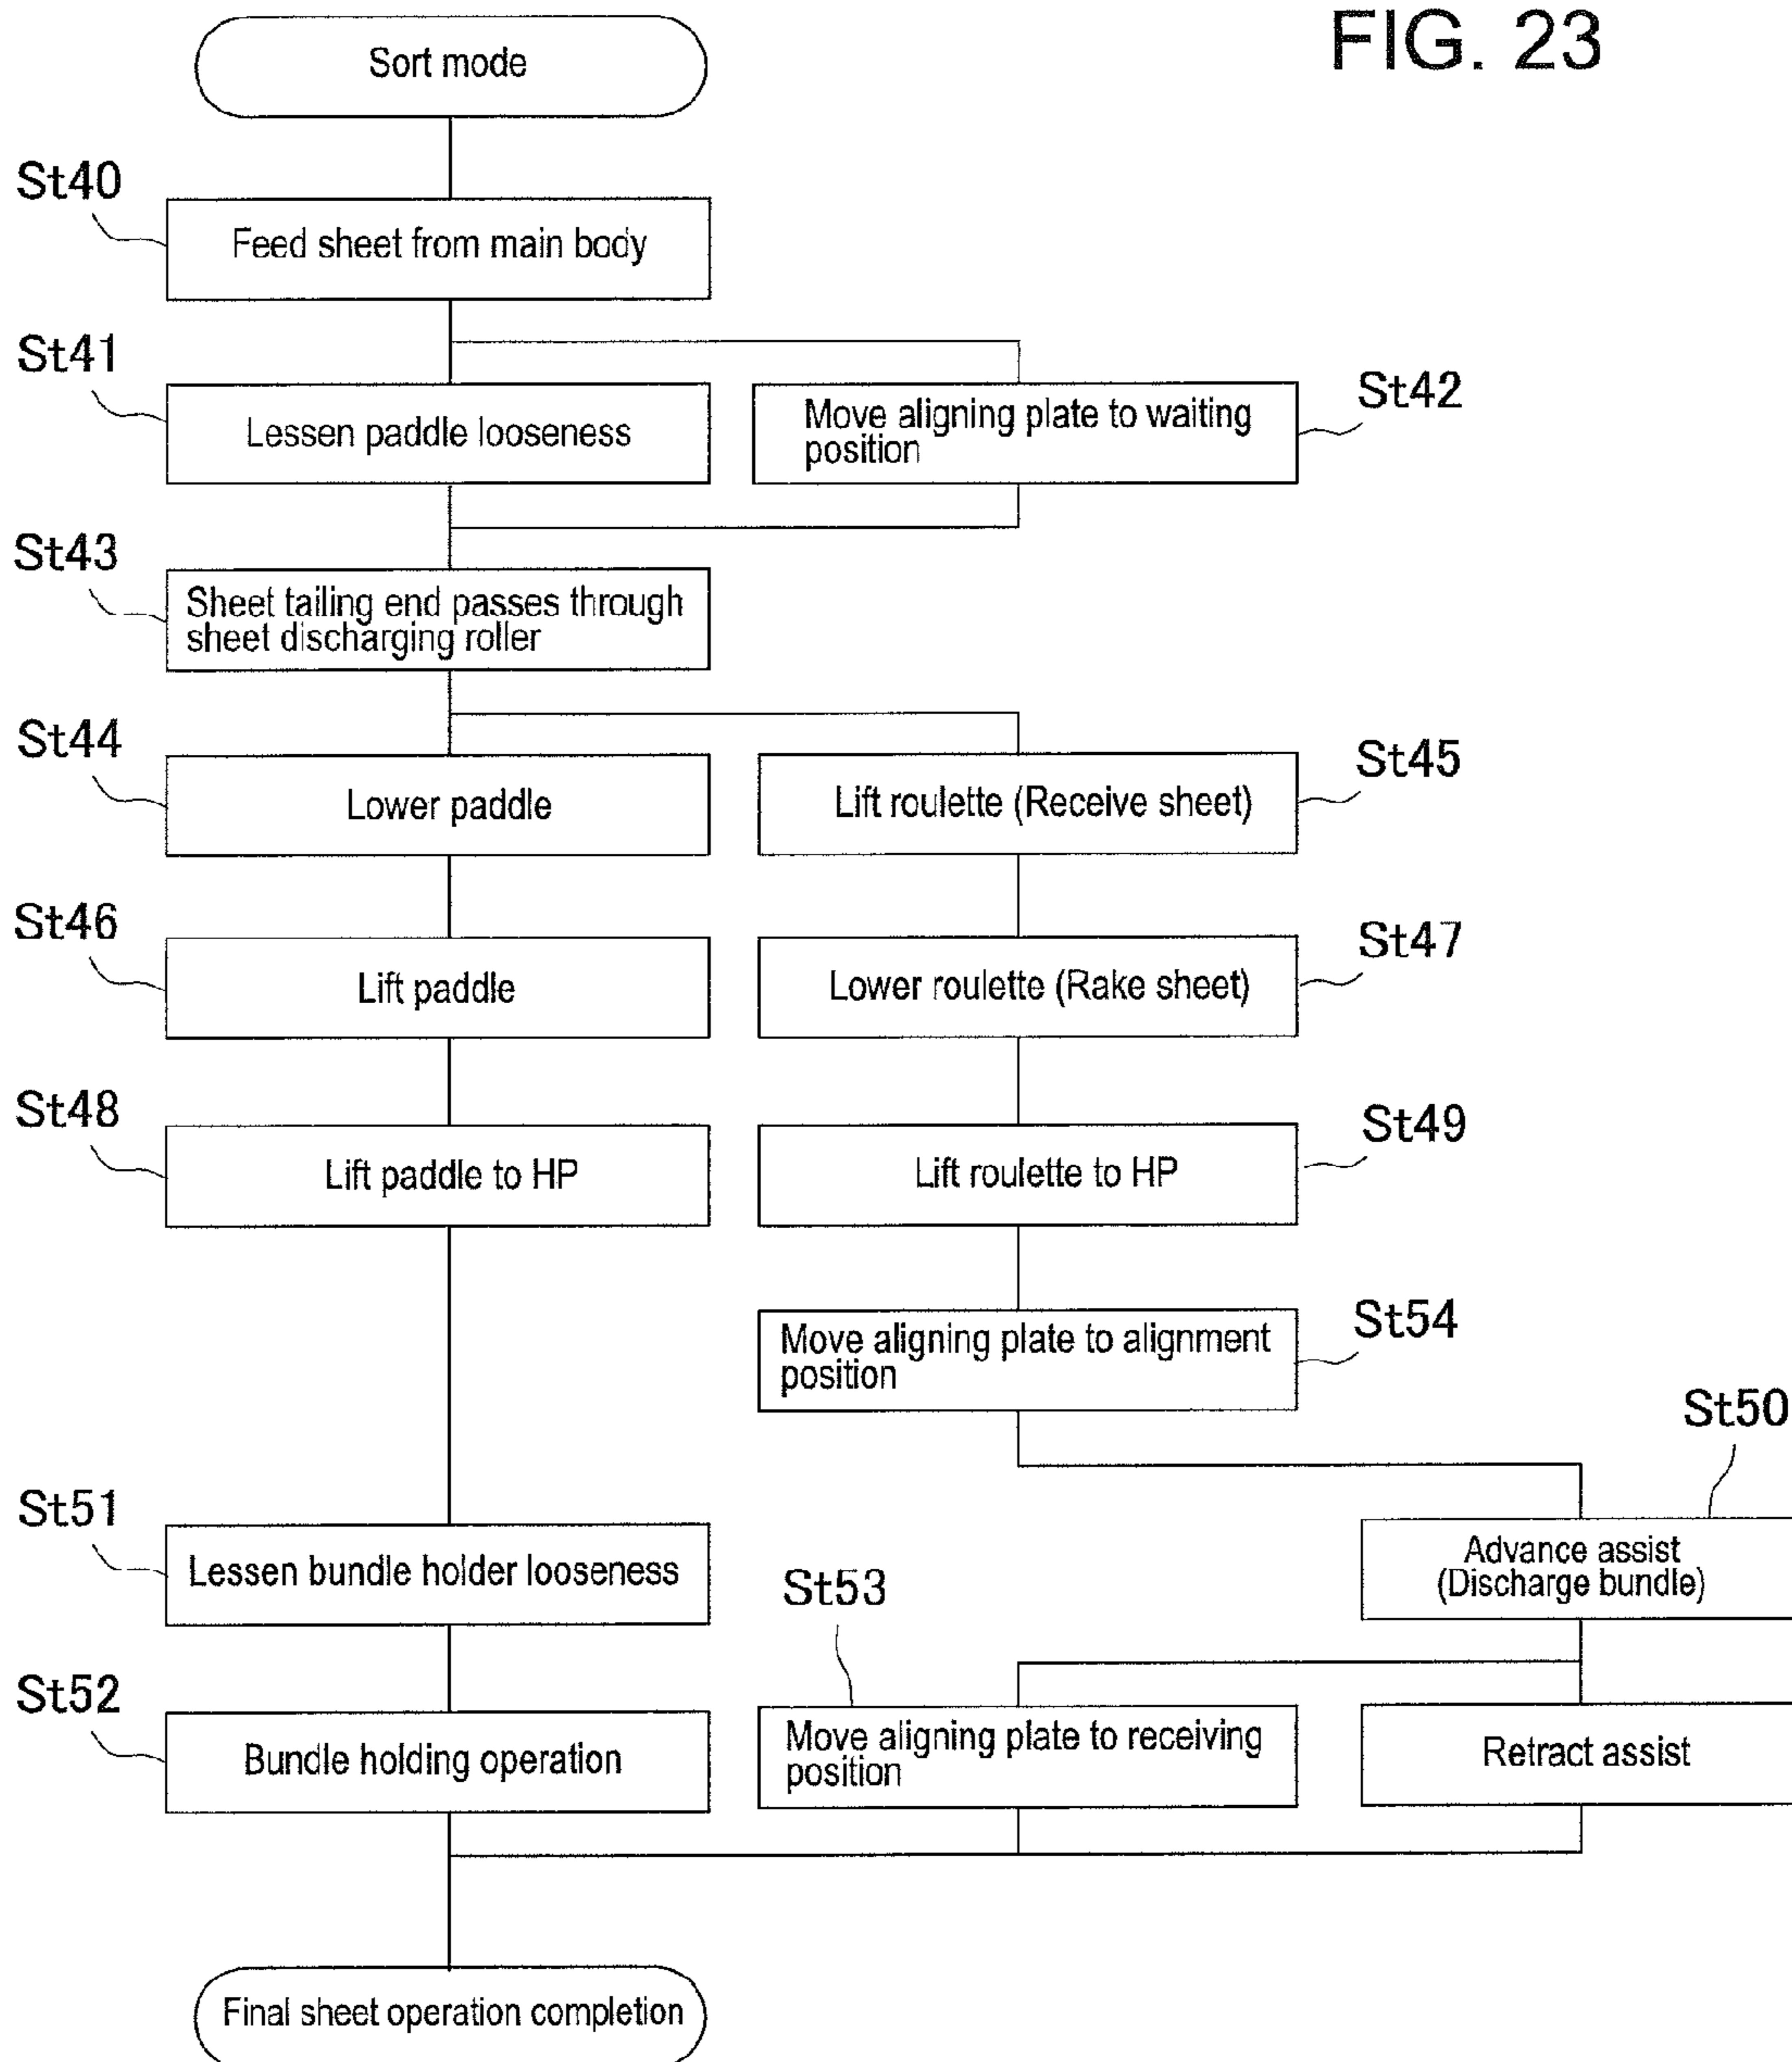 FIG. 23
Sort mode
St40
Feed sheet from main body
St41
Lessen paddle looseness
Move aligning plate to waiting
position
St42
St43
Sheet tailing end passes through
sheet discharging roller
St44
Lower paddle
Lift roulette (Receive sheet)
St45
St46
Lift paddle
Lower roulette (Rake sheet)
St47
St48
Lift paddle to HP
Lift roulette to HP
St49
Move aligning plate to alignment
position
St54
St50
Advance assist
(Discharge bundle)
St51
Lessen bundle holder looseness
St53
St52
Bundle holding operation
Move aligning plate to receiving
position
Retract assist
Final sheet operation completion